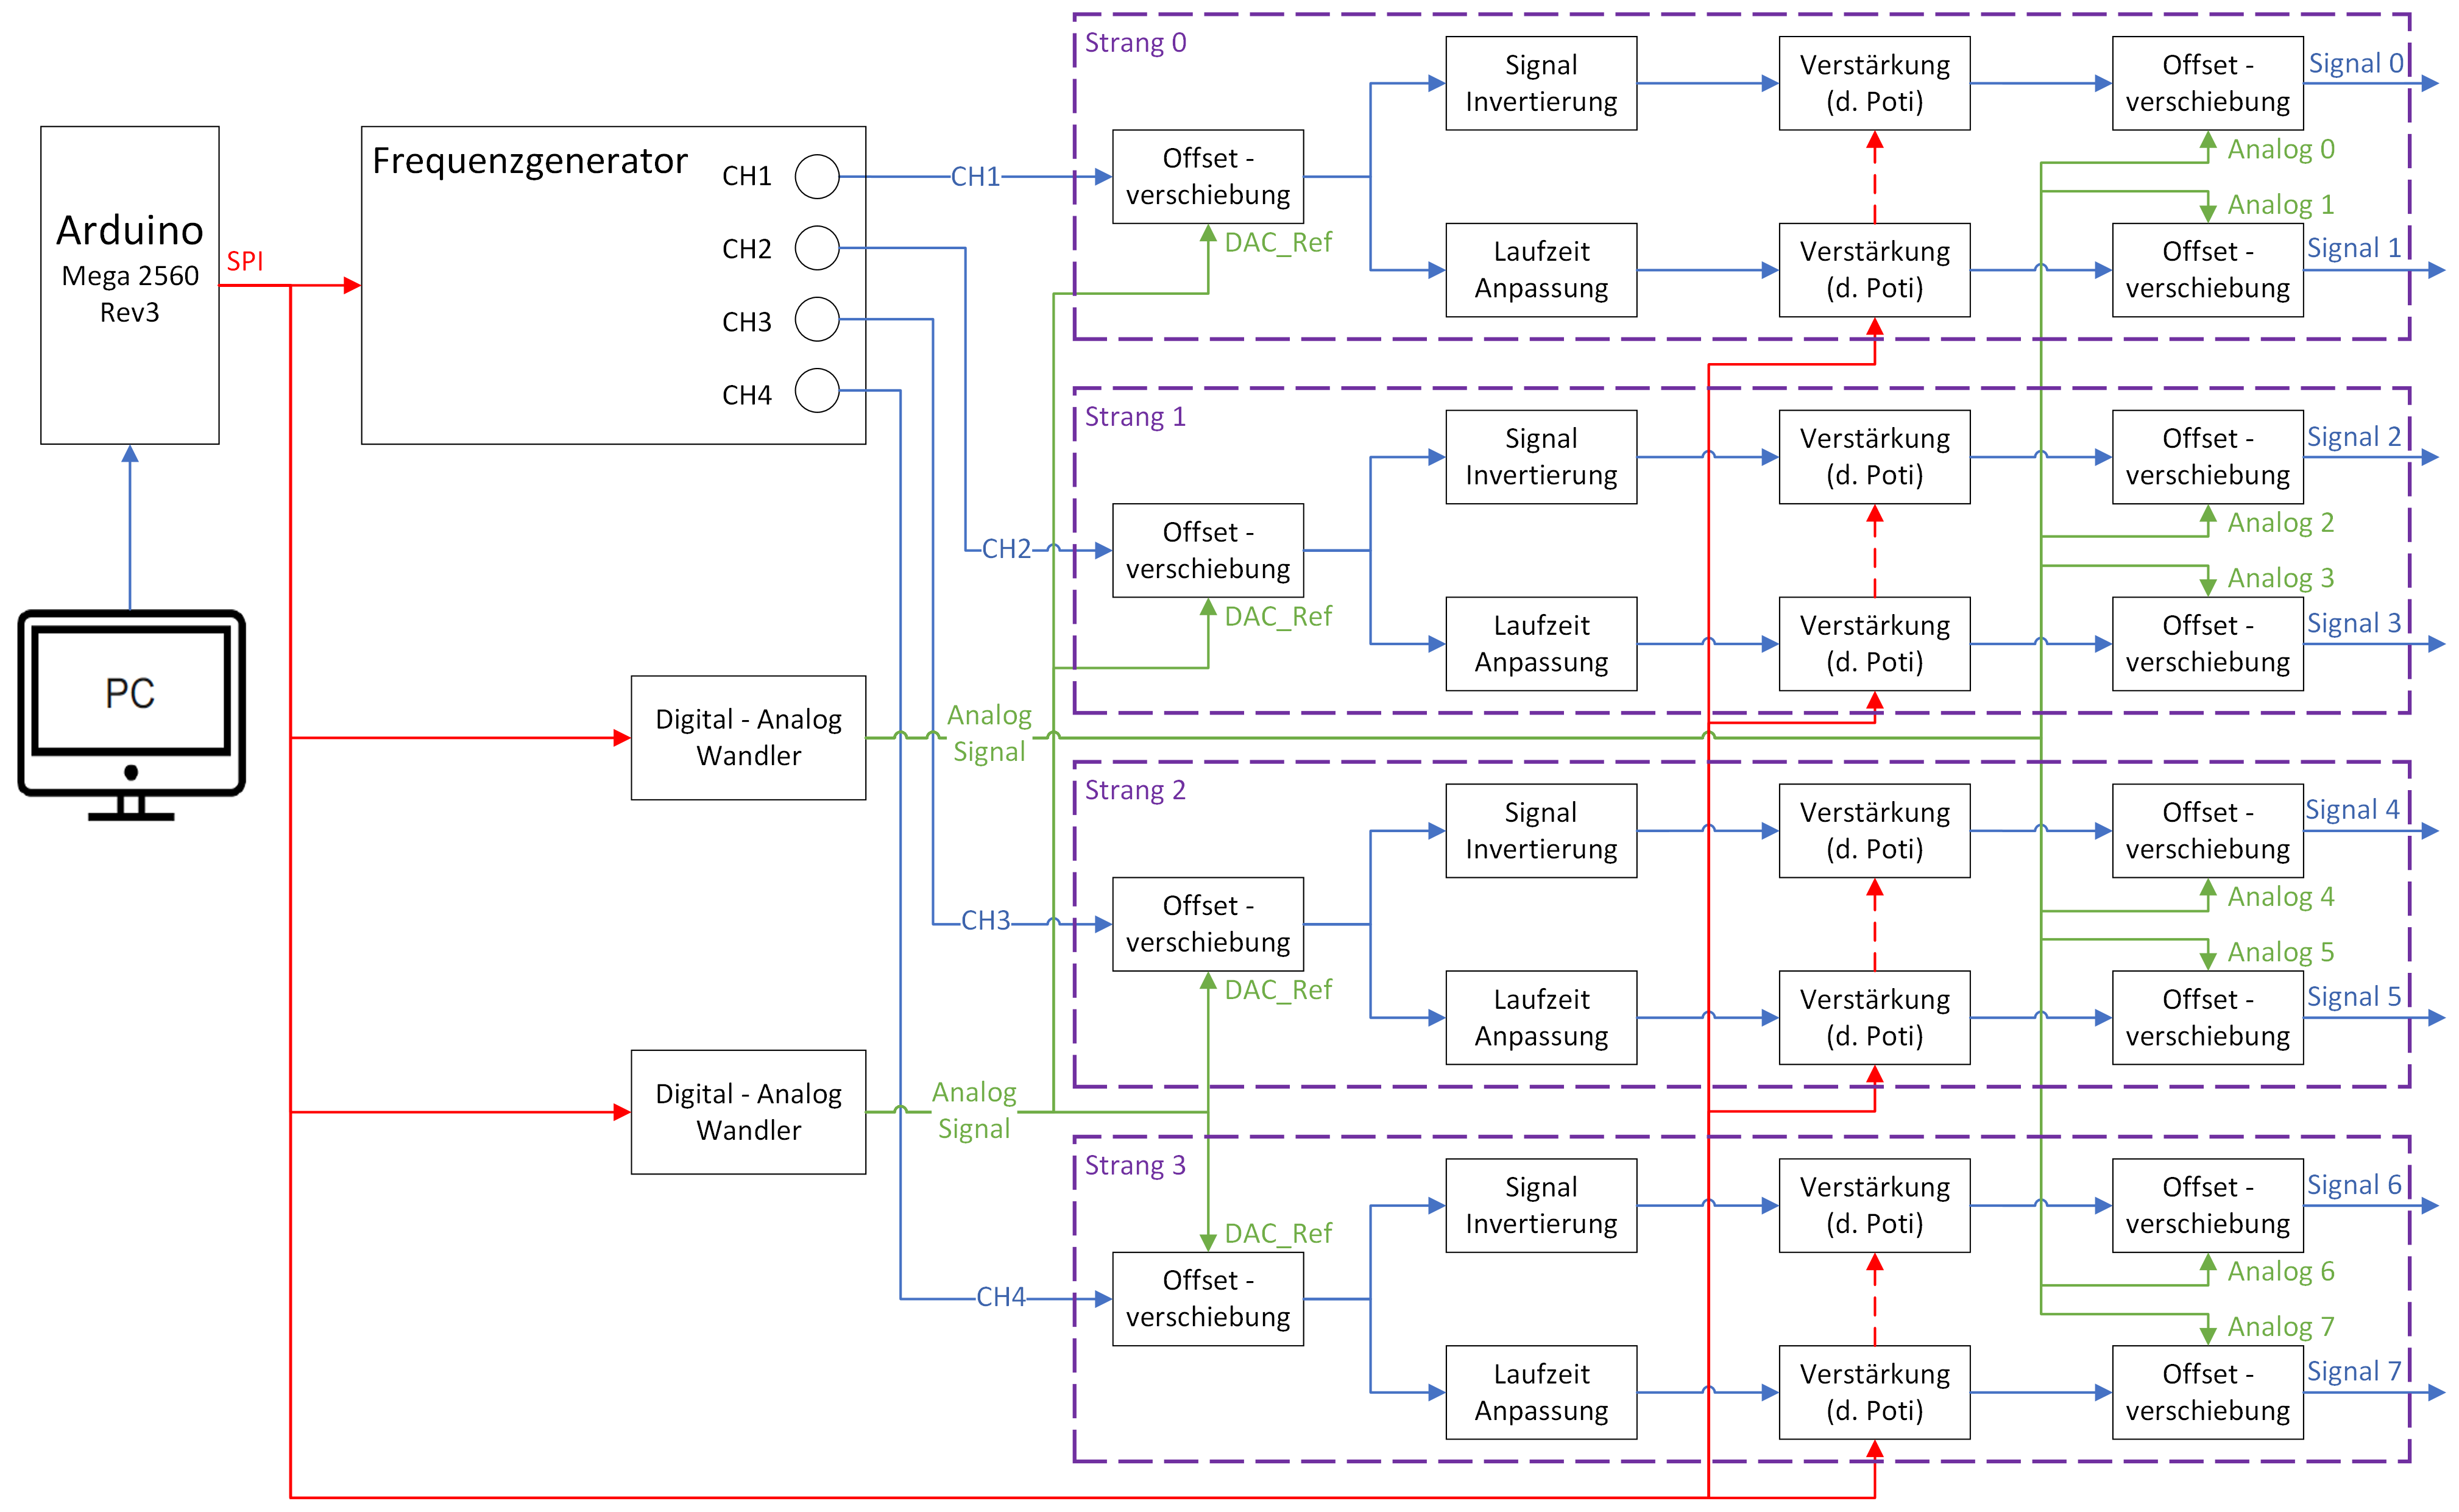 Arduino
Mega 2560
Rev3
SPI
PC
Frequenzgenerator
CH1
CH2
CH3
CH4
Digital - Analog
Wandler
Analog
Signal
Digital - Analog
Wandler
Analog
Signal
CH1
CH2
CH3
CH4
Strang 0
Offset -
verschiebung
DAC_Ref
Signal
Invertierung
Verstärkung
(d. Poti)
Offset -
verschiebung
Signal 0
Analog 0
Laufzeit
Anpassung
Verstärkung
(d. Poti)
Analog 1
Offset -
verschiebung
Signal 1
Strang 1
Offset -
verschiebung
DAC_Ref
Signal
Invertierung
Verstärkung
(d. Poti)
Offset -
verschiebung
Signal 2
Analog 2
Laufzeit
Anpassung
Verstärkung
(d. Poti)
Analog 3
Offset -
verschiebung
Signal 3
Strang 2
Offset -
verschiebung
DAC_Ref
Signal
Invertierung
Verstärkung
(d. Poti)
Offset -
verschiebung
Signal 4
Analog 4
Laufzeit
Anpassung
Verstärkung
(d. Poti)
Analog 5
Offset -
verschiebung
Signal 5
Strang 3
DAC_Ref
Offset -
verschiebung
Signal
Invertierung
Verstärkung
(d. Poti)
Offset -
verschiebung
Signal 6
Analog 6
Laufzeit
Anpassung
Verstärkung
(d. Poti)
Analog 7
Offset -
verschiebung
Signal 7